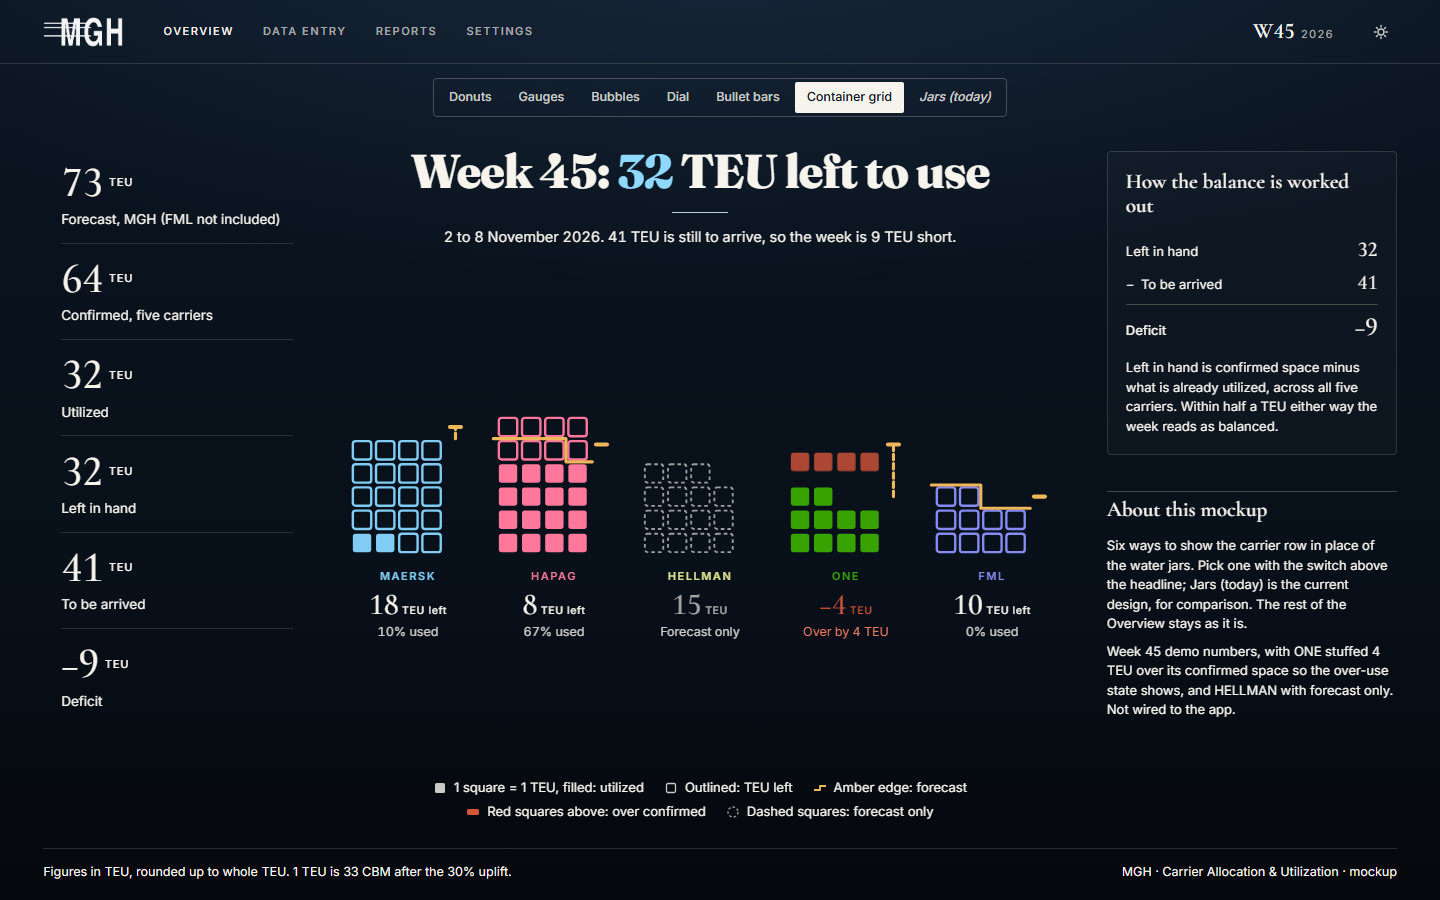 MGH
OVERVIEW DATA ENTRY REPORTS SETTINGS
W45 2026
Donuts Gauges Bubbles Dial Bullet bars Container grid Jars (today)
73 TEU
Forecast, MGH (FML not included)
64 TEU
Confirmed, five carriers
32 TEU
Utilized
32 TEU
Left in hand
41 TEU
To be arrived
–9 TEU
Deficit
Week 45: 32 TEU left to use
2 to 8 November 2026. 41 TEU is still to arrive, so the week is 9 TEU short.
MAERSK
18 TEU left
10% used
HAPAG
8 TEU left
67% used
HELLMAN
15 TEU
Forecast only
ONE
–4 TEU
Over by 4 TEU
FML
10 TEU left
0% used
1 square = 1 TEU, filled: utilized Outlined: TEU left Amber edge: forecast
Red squares above: over confirmed Dashed squares: forecast only
How the balance is worked
out
Left in hand 32
– To be arrived 41
Deficit –9
Left in hand is confirmed space minus
what is already utilized, across all five
carriers. Within half a TEU either way the
week reads as balanced.
About this mockup
Six ways to show the carrier row in place of
the water jars. Pick one with the switch above
the headline; Jars (today) is the current
design, for comparison. The rest of the
Overview stays as it is.
Week 45 demo numbers, with ONE stuffed 4
TEU over its confirmed space so the over-use
state shows, and HELLMAN with forecast only.
Not wired to the app.
Figures in TEU, rounded up to whole TEU. 1 TEU is 33 CBM after the 30% uplift.
MGH · Carrier Allocation & Utilization · mockup